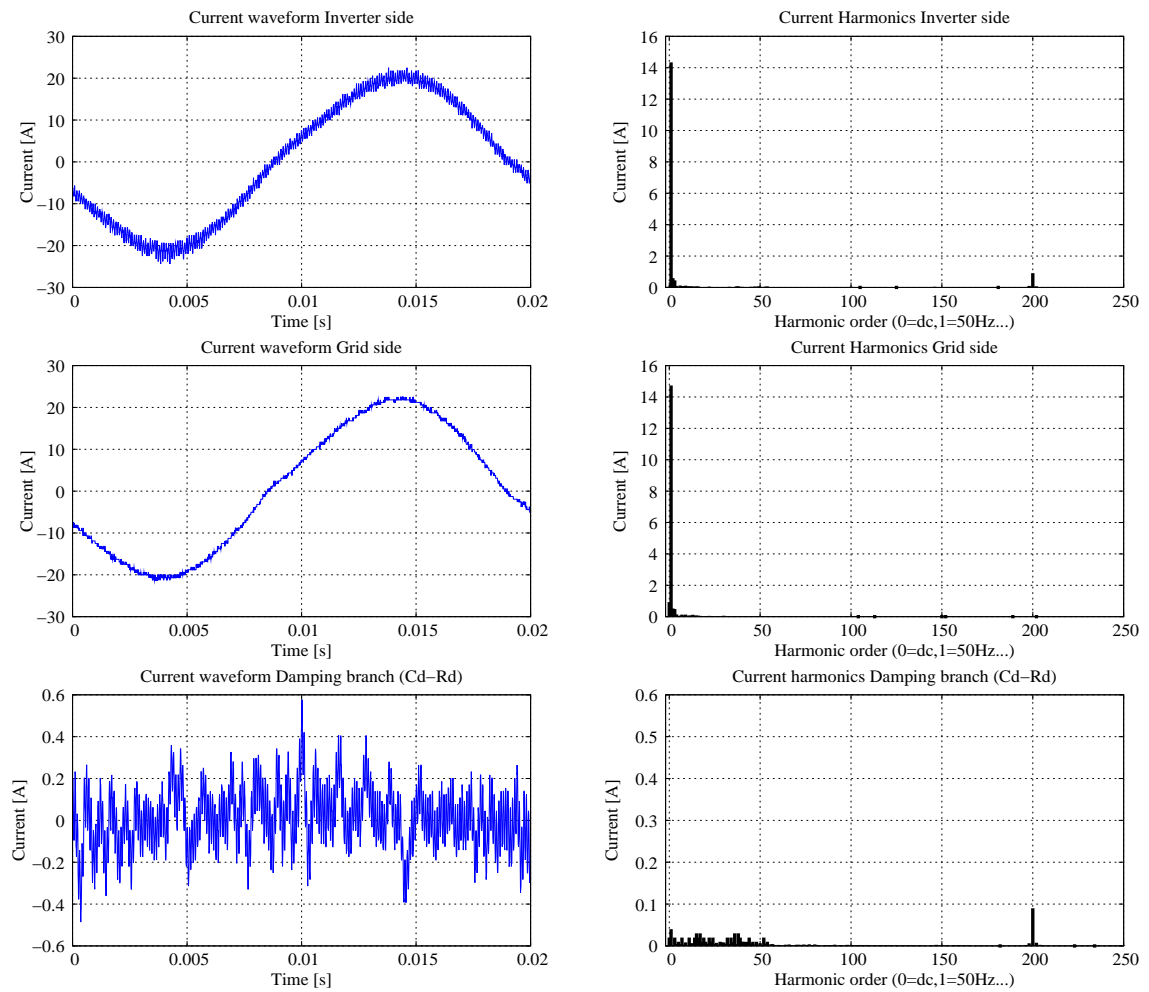 Current waveform Inverter side
30
20
10
0
−10
−20
−30
Current [A]
0 0.005 0.01 0.015 0.02
Time [s]
Current Harmonics Inverter side
16
14
12
10
8
6
4
2
0
Current [A]
0 50 100 150 200 250
Harmonic order (0=dc,1=50Hz...)
Current waveform Grid side
30
20
10
0
−10
−20
−30
Current [A]
0 0.005 0.01 0.015 0.02
Time [s]
Current Harmonics Grid side
16
14
12
10
8
6
4
2
0
Current [A]
0 50 100 150 200 250
Harmonic order (0=dc,1=50Hz...)
Current waveform Damping branch (Cd−Rd)
0.6
0.4
0.2
0
−0.2
−0.4
−0.6
Current [A]
0 0.005 0.01 0.015 0.02
Time [s]
Current harmonics Damping branch (Cd−Rd)
0.6
0.5
0.4
0.3
0.2
0.1
0
Current [A]
0 50 100 150 200 250
Harmonic order (0=dc,1=50Hz...)